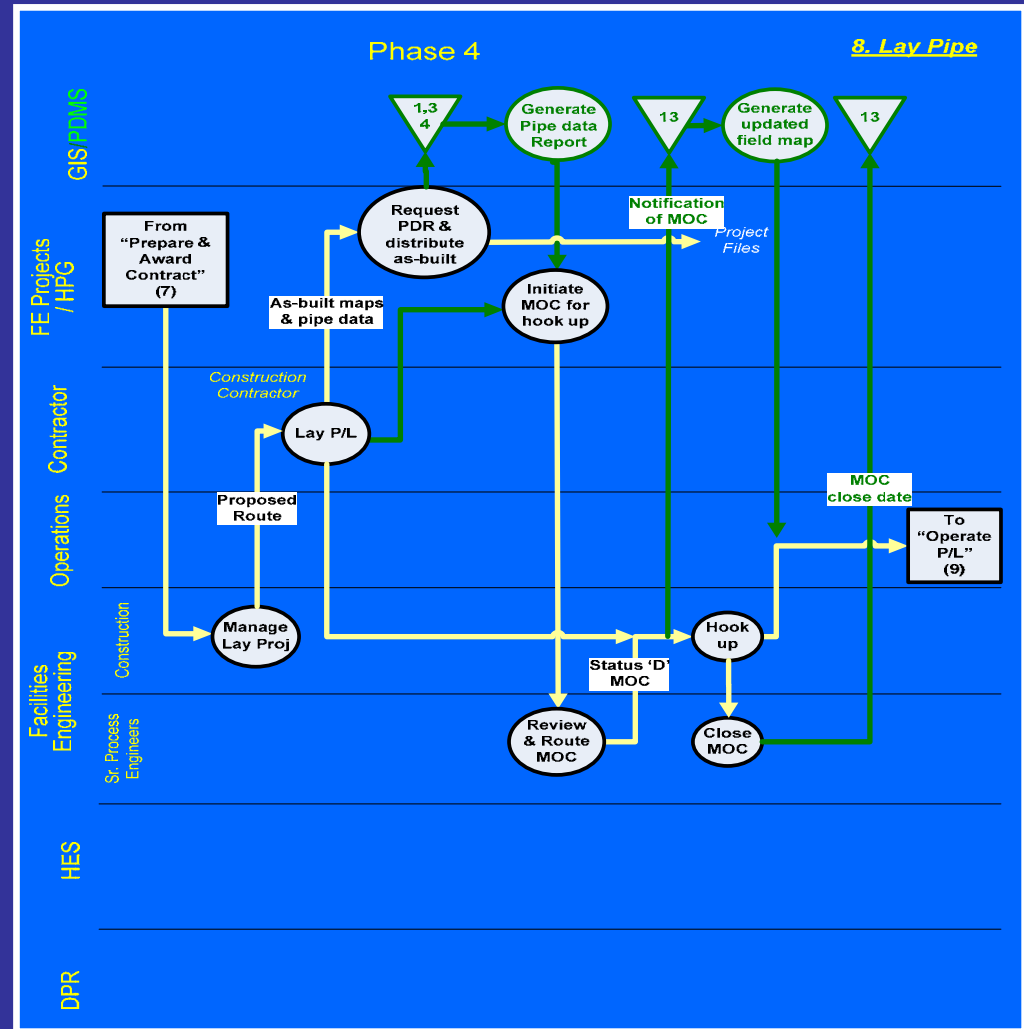 Phase 4
8. Lay Pipe
GIS/PDMS
1,3
4
Generate
Pipe data
Report
13
Generate
updated
field map
13
FE Projects
/ HPG
From
“Prepare &
Award
Contract”
(7)
Request
PDR &
distribute
as-built
Notification
of MOC
Project
Files
As-built maps
& pipe data
Initiate
MOC for
hook up
Contractor
Construction
Contractor
Lay P/L
Operations
Proposed
Route
MOC
close date
To
“Operate
P/L”
(9)
Facilities
Engineering
Construction
Manage
Lay Proj
Hook
up
Status ‘D’
MOC
Sr. Process
Engineers
Review
& Route
MOC
Close
MOC
HES
DPR